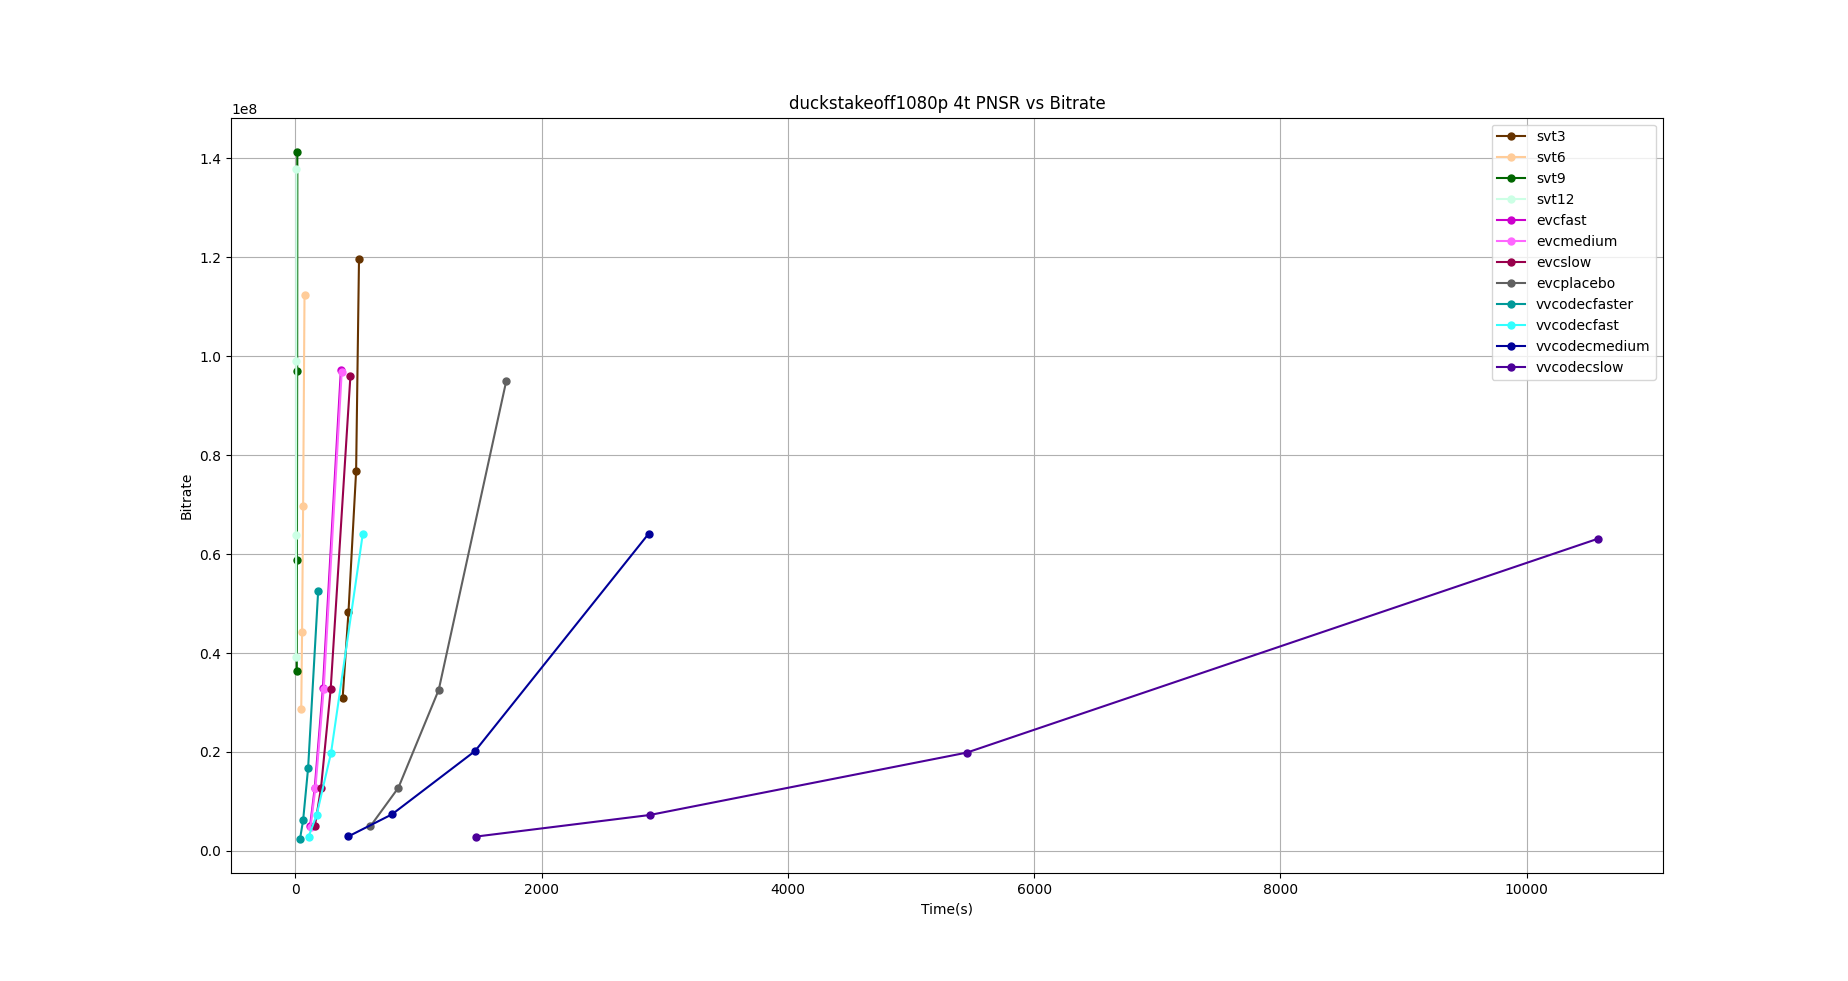 duckstakeoff1080p 4t PNSR vs Bitrate
1e8
1.4
1.2
1.0
0.8
0.6
0.4
0.2
0.0
Bitrate
0 2000 4000 6000 8000 10000
Time(s)
svt3
svt6
svt9
svt12
evcfast
evcmedium
evcslow
evcplacebo
vvcodecfaster
vvcodecfast
vvcodecmedium
vvcodecslow